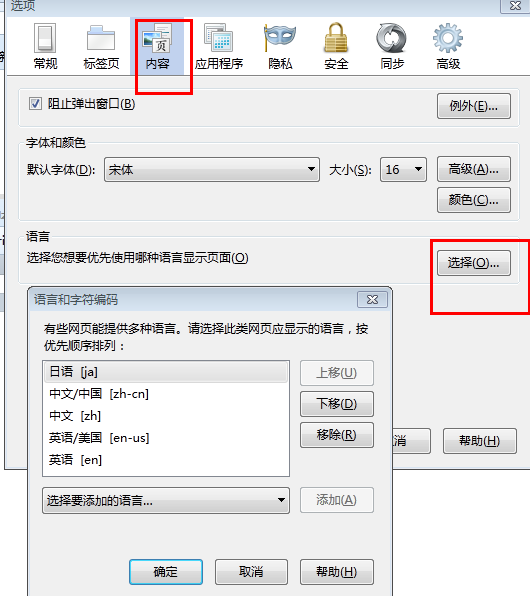 选项
常规 标签页 内容 应用程序 隐私 安全 同步 高级
阻止弹出窗口(B)
例外(E)...
字体和颜色
默认字体(D): 宋体 大小(S): 16 高级(A)...
颜色(C)...
语言
选择您想要优先使用哪种语言显示页面(O)
选择(O)...
语言和字符编码
有些网页能提供多种语言。请选择此类网页应显示的语言，按
优先顺序排列：
日语 [ja]
上移(U)
中文/中国 [zh-cn]
下移(D)
中文 [zh]
英语/美国 [en-us]
移除(R)
消
帮助(H)
英语 [en]
选择要添加的语言...
添加(A)
确定 取消 帮助(H)